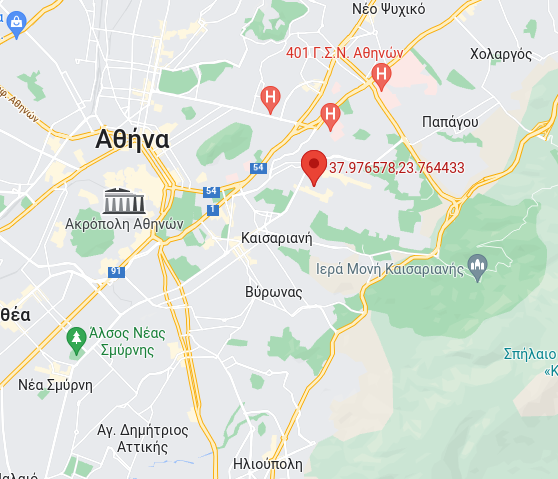 Νέο Ψυχικό
401 Γ.Σ.Ν. Αθηνών
Χολαργός
Αθηνών
Παπάγου
Αθήνα
54
37.976578,23.764433
54
1
Ακρόπολη Αθηνών
Καισαριανή
Ιερά Μονή Καισαριανής
91
Βύρωνας
θέα
Άλσος Νέας
Σμύρνης
Σπήλαιο
«Κ
Νέα Σμύρνη
Αγ. Δημήτριος
Αττικής
Ηλιούπολη